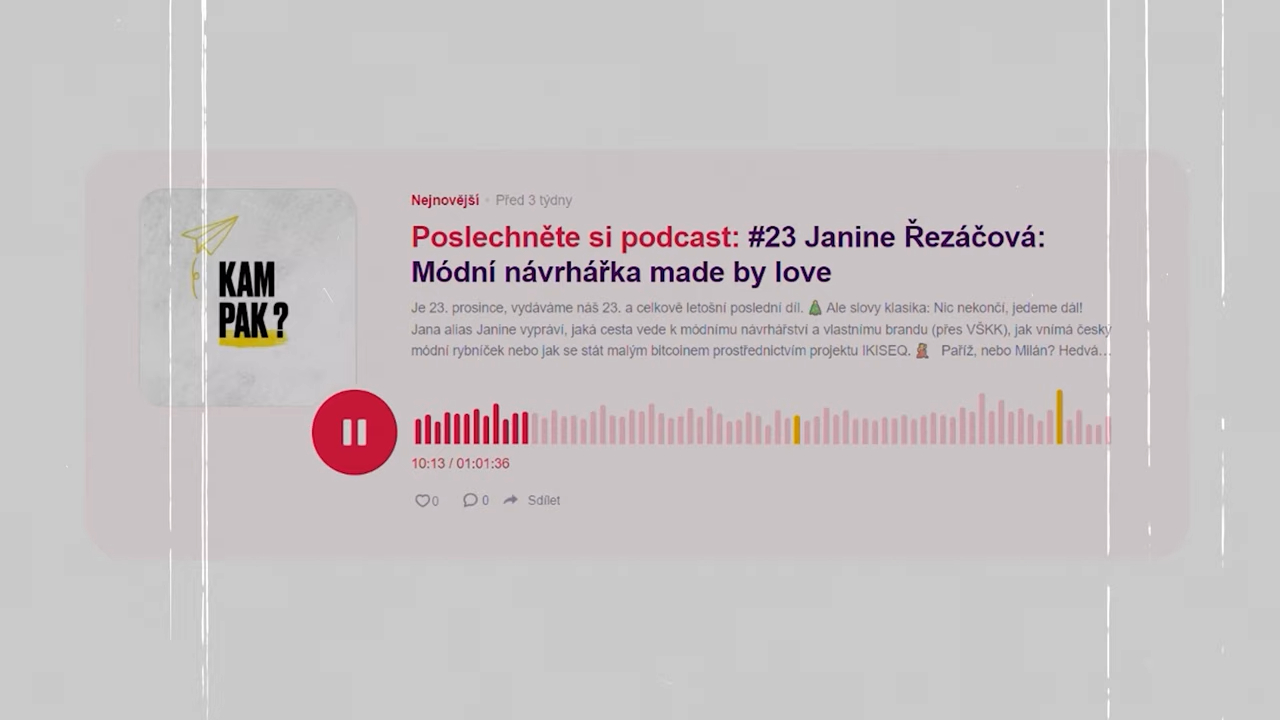 KAM
PAK?
Nejnovější • Před 3 týdny
Poslechněte si podcast: #23 Janine Řezáčová:
Módní návrhářka made by love
Je 23. prosince, vydáváme náš 23. a celkově letošní poslední díl. 🎄 Ale slovy klasika: Nic nekončí, jedeme dál!
Jana alias Janine vypráví, jaká cesta vede k módnímu návrhářství a vlastnímu brandu (přes VŠKK), jak vnímá český
módní rybníček nebo jak se stát malým bitcoinem prostřednictvím projektu IKISEQ. Paříž, nebo Milán? Hedvá...
10:13 / 01:01:36
0 0 Sdílet